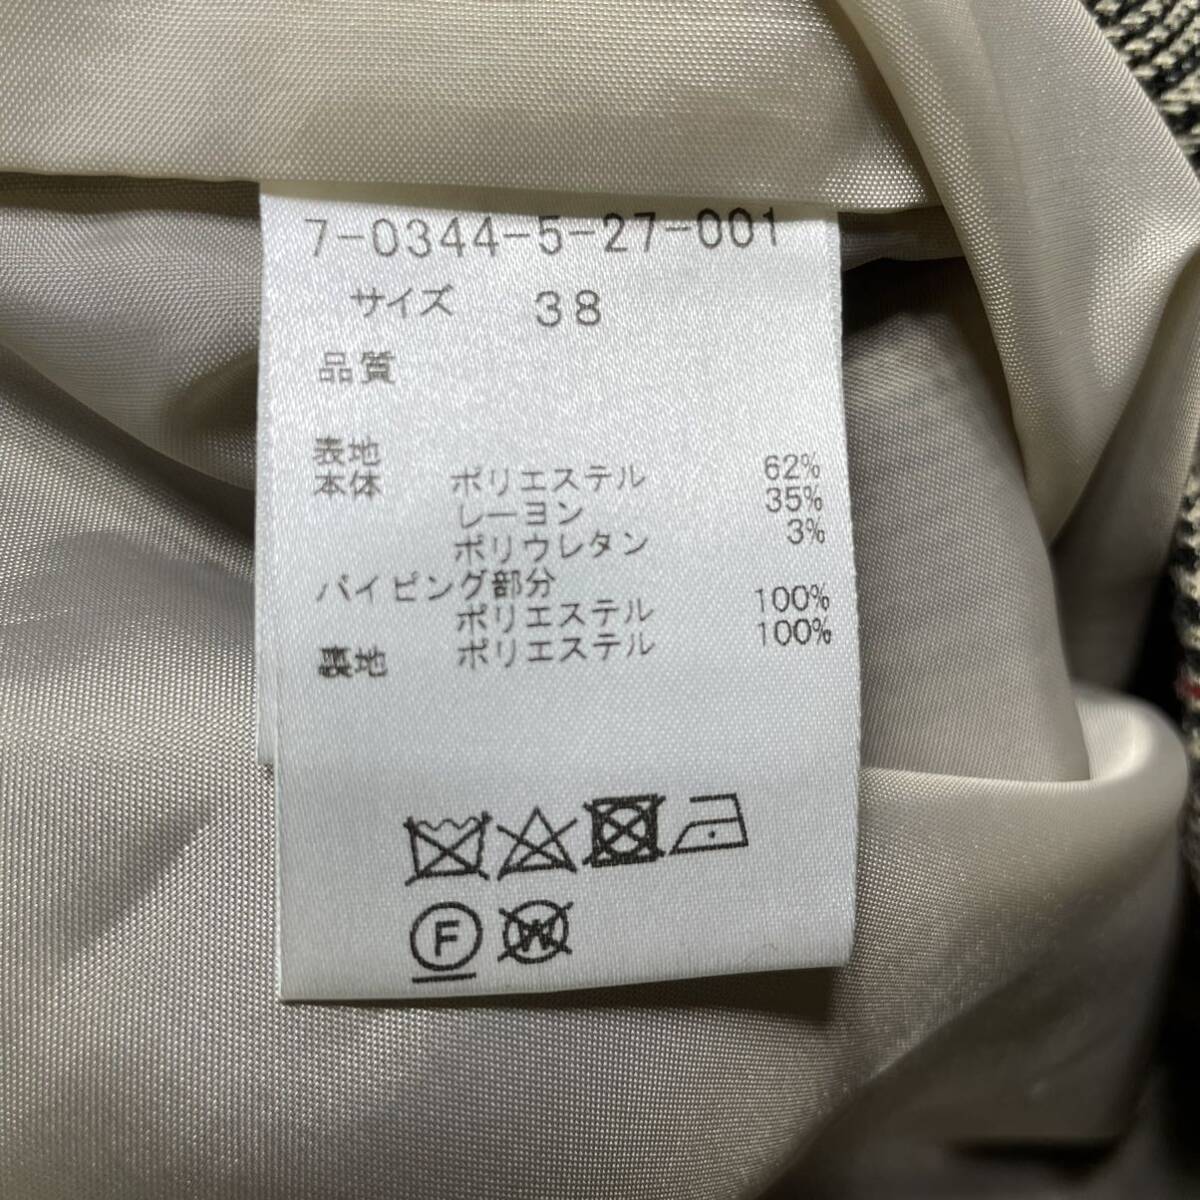 7-0344-5-27-001
サイズ 38
品質
表地
本体 ポリエステル 62%
レーヨン 35%
ポリウレタン 3%
パイピング部分
ポリエステル 100%
裏地 ポリエステル 100%
F W